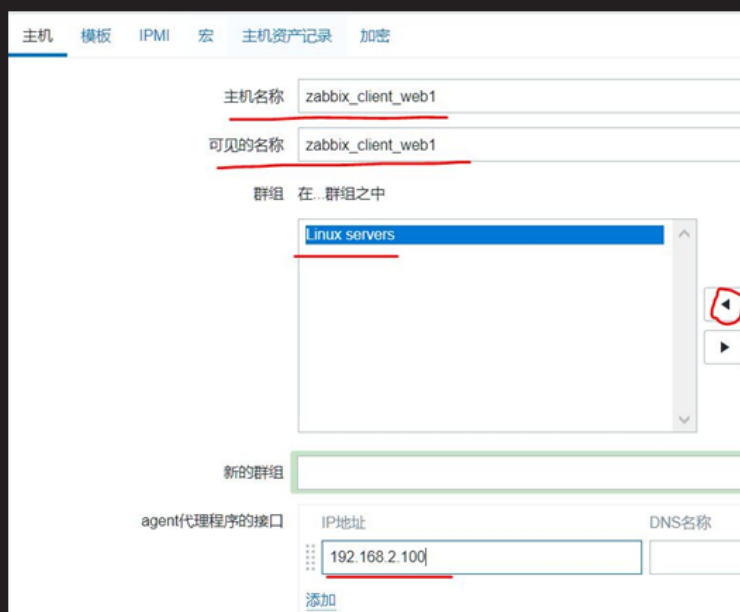 主机 模板 IPMI 宏 主机资产记录 加密
主机名称 zabbix_client_web1
可见的名称 zabbix_client_web1
群组 在...群组之中
Linux servers
新的群组
agent代理程序的接口 IP地址 DNS名称
192.168.2.100
添加